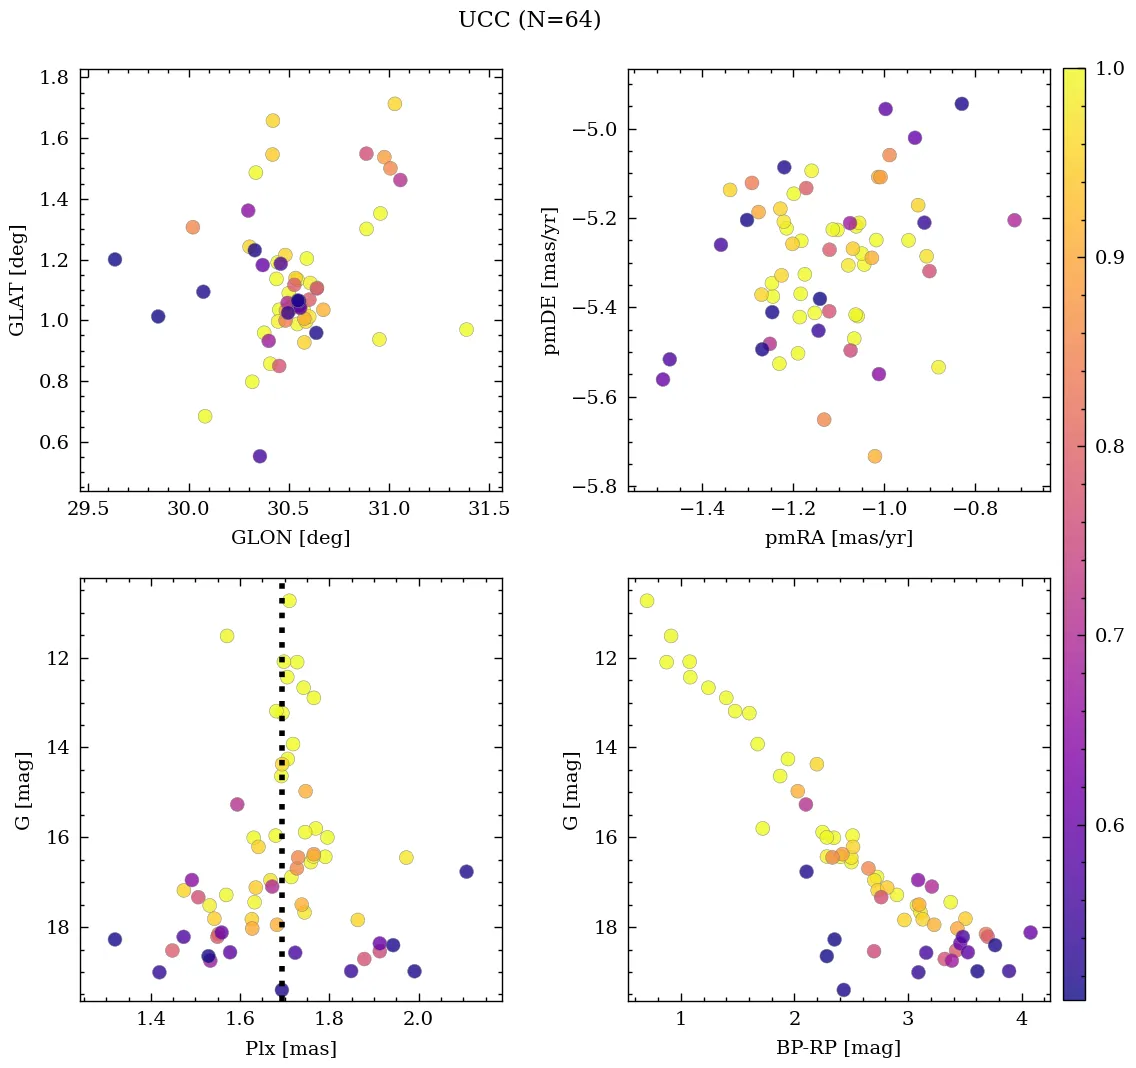 UCC (N=64)
1.8
1.6
1.4
1.2
1.0
0.8
0.6
GLAT [deg]
29.5 30.0 30.5 31.0 31.5
GLON [deg]
−5.0
−5.2
−5.4
−5.6
−5.8
pmDE [mas/yr]
−1.4 −1.2 −1.0 −0.8
pmRA [mas/yr]
1.0
0.9
0.8
0.7
0.6
12
14
16
18
G [mag]
1.4 1.6 1.8 2.0
Plx [mas]
12
14
16
18
G [mag]
1 2 3 4
BP-RP [mag]